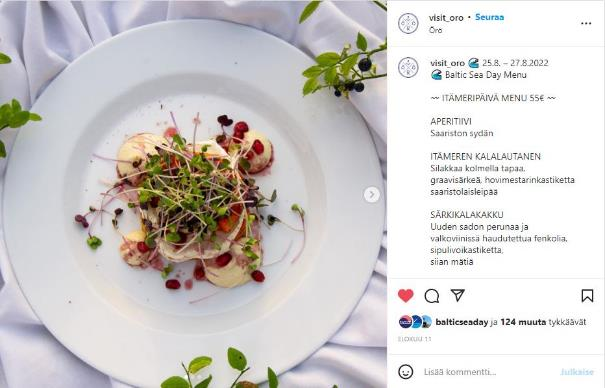 visit_oro • Seuraa
Örö
visit_oro 🌊 25.8. – 27.8.2022
🌊 Baltic Sea Day Menu
~~ ITÄMERIPÄIVÄ MENU 55€ ~~
APERITIIVI
Saariston sydän
ITÄMEREN KALALAUTANEN
Silakkaa kolmella tapaa,
graavisärkeä, hovimestarinkastiketta
saaristolaisleipää
SÄRKIKALAKAKKU
Uuden sadon perunaa ja
valkoviinissä haudutettua fenkolia,
sipulivoikastiketta,
siian mätiä
balticseaday ja 124 muuta tykkäävät
ELOKUU 11
Lisää kommentti...
Julkaise